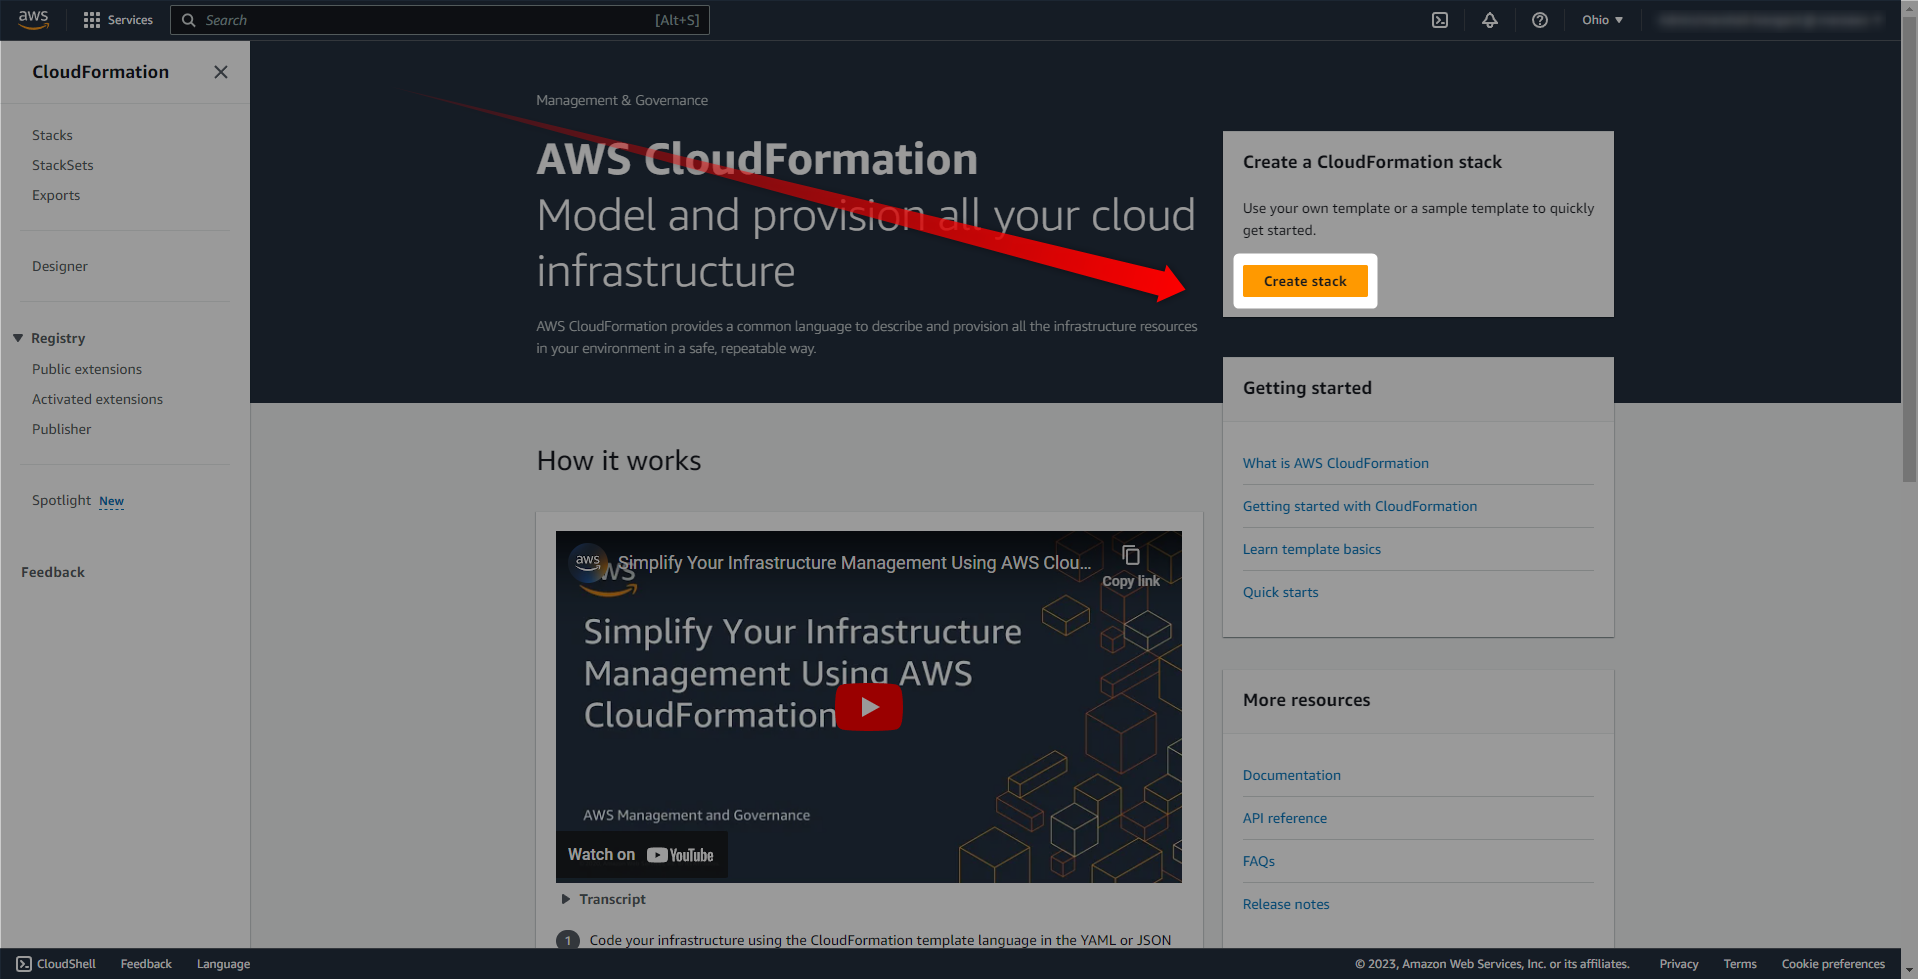 aws
Services
Search
[Alt+S]
Ohio
CloudFormation
Stacks
StackSets
Exports
Designer
Registry
Public extensions
Activated extensions
Publisher
Spotlight New
Feedback
Management & Governance
AWS CloudFormation
Model and provision all your cloud
infrastructure
AWS CloudFormation provides a common language to describe and provision all the infrastructure resources
in your environment in a safe, repeatable way.
Create a CloudFormation stack
Use your own template or a sample template to quickly
get started.
Create stack
Getting started
What is AWS CloudFormation
Getting started with CloudFormation
Learn template basics
Quick starts
More resources
Documentation
API reference
FAQs
Release notes
How it works
aws
Simplify Your Infrastructure Management Using AWS Clou...
Copy link
aws
Simplify Your Infrastructure
Management Using AWS
CloudFormation
AWS Management and Governance
Watch on YouTube
Transcript
1 Code your infrastructure using the CloudFormation template language in the YAML or JSON
CloudShell
Feedback
Language
© 2023, Amazon Web Services, Inc. or its affiliates.
Privacy
Terms
Cookie preferences